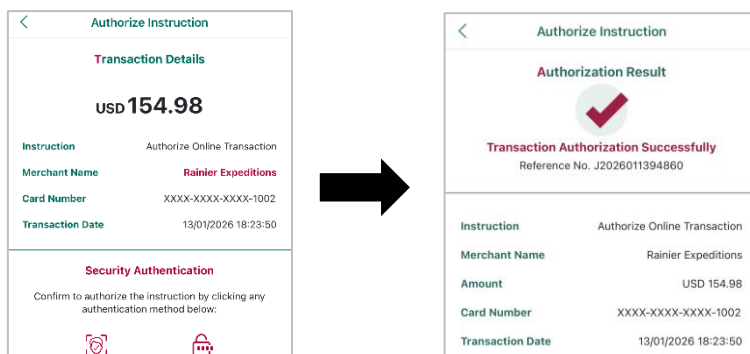 Authorize Instruction
Transaction Details
USD 154.98
Instruction Authorize Online Transaction
Merchant Name Rainier Expeditions
Card Number XXXX-XXXX-XXXX-1002
Transaction Date 13/01/2026 18:23:50
Security Authentication
Confirm to authorize the instruction by clicking any
authentication method below:
Authorize Instruction
Authorization Result
Transaction Authorization Successfully
Reference No. J2026011394860
Instruction Authorize Online Transaction
Merchant Name Rainier Expeditions
Amount USD 154.98
Card Number XXXX-XXXX-XXXX-1002
Transaction Date 13/01/2026 18:23:50